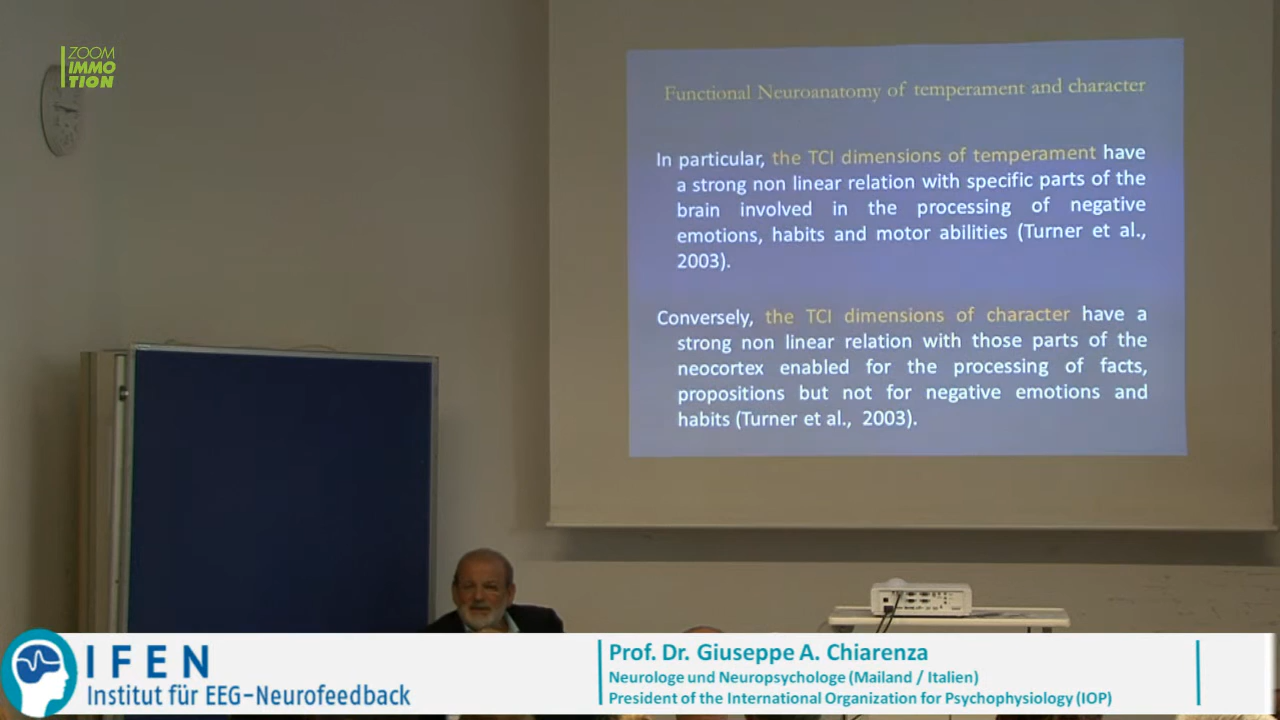 ZOOM
IMMO
TION
Functional Neuroanatomy of temperament and character
In particular, the TCI dimensions of temperament have
a strong non linear relation with specific parts of the
brain involved in the processing of negative
emotions, habits and motor abilities (Turner et al.,
2003).
Conversely, the TCI dimensions of character have a
strong non linear relation with those parts of the
neocortex enabled for the processing of facts,
propositions but not for negative emotions and
habits (Turner et al., 2003).
IFEN
Institut für EEG-Neurofeedback
Prof. Dr. Giuseppe A. Chiarenza
Neurologe und Neuropsychologe (Mailand / Italien)
President of the International Organization for Psychophysiology (IOP)